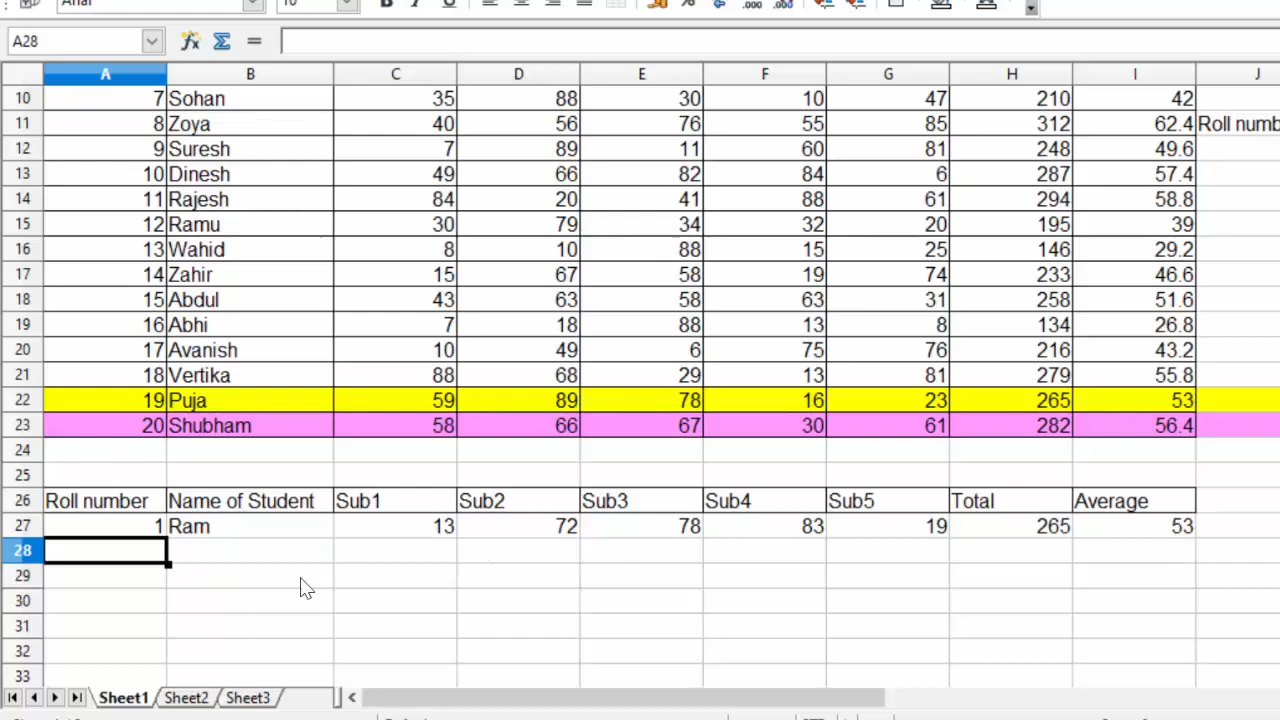 Arial 10
A28
A B C D E F G H I J
10 7 Sohan 35 88 30 10 47 210 42
11 8 Zoya 40 56 76 55 85 312 62.4 Roll numb
12 9 Suresh 7 89 11 60 81 248 49.6
13 10 Dinesh 49 66 82 84 6 287 57.4
14 11 Rajesh 84 20 41 88 61 294 58.8
15 12 Ramu 30 79 34 32 20 195 39
16 13 Wahid 8 10 88 15 25 146 29.2
17 14 Zahir 15 67 58 19 74 233 46.6
18 15 Abdul 43 63 58 63 31 258 51.6
19 16 Abhi 7 18 88 13 8 134 26.8
20 17 Avanish 10 49 6 75 76 216 43.2
21 18 Vertika 88 68 29 13 81 279 55.8
22 19 Puja 59 89 78 16 23 265 53
23 20 Shubham 58 66 67 30 61 282 56.4
24
25
26 Roll number Name of Student Sub1 Sub2 Sub3 Sub4 Sub5 Total Average
27 1 Ram 13 72 78 83 19 265 53
28
29
30
31
32
33
Sheet1 Sheet2 Sheet3